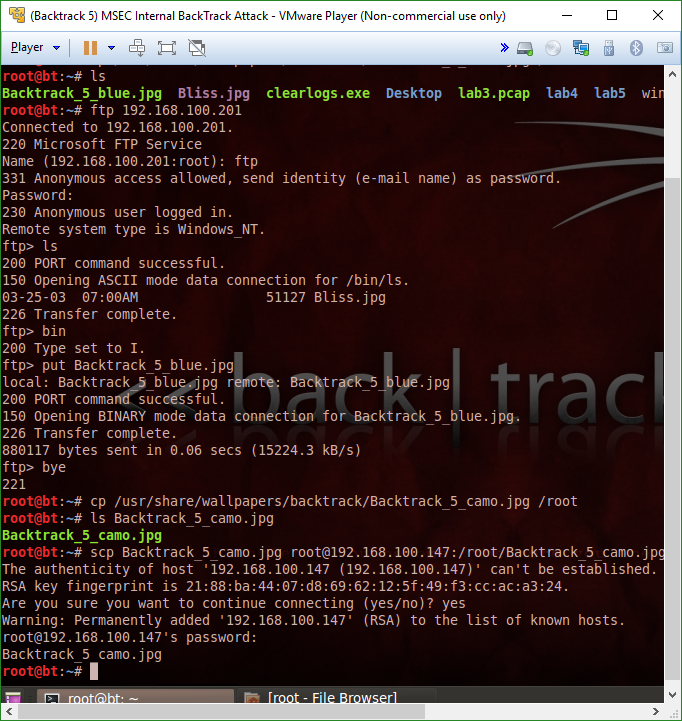 (Backtrack 5) MSEC Internal BackTrack Attack - VMware Player (Non-commercial use only)
Player
root@bt:~# ls
Backtrack_5_blue.jpg Bliss.jpg clearlogs.exe Desktop lab3.pcap lab4 lab5 win
root@bt:~# ftp 192.168.100.201
Connected to 192.168.100.201.
220 Microsoft FTP Service
Name (192.168.100.201:root): ftp
331 Anonymous access allowed, send identity (e-mail name) as password.
Password:
230 Anonymous user logged in.
Remote system type is Windows_NT.
ftp> ls
200 PORT command successful.
150 Opening ASCII mode data connection for /bin/ls.
03-25-03 07:00AM 51127 Bliss.jpg
226 Transfer complete.
ftp> bin
200 Type set to I.
ftp> put Backtrack_5_blue.jpg
local: Backtrack_5_blue.jpg remote: Backtrack_5_blue.jpg
200 PORT command successful.
150 Opening BINARY mode data connection for Backtrack_5_blue.jpg.
226 Transfer complete.
880117 bytes sent in 0.06 secs (15224.3 kB/s)
ftp> bye
221
root@bt:~# cp /usr/share/wallpapers/backtrack/Backtrack_5_camo.jpg /root
root@bt:~# ls Backtrack_5_camo.jpg
Backtrack_5_camo.jpg
root@bt:~# scp Backtrack_5_camo.jpg root@192.168.100.147:/root/Backtrack_5_camo.jpg
The authenticity of host '192.168.100.147 (192.168.100.147)' can't be established.
RSA key fingerprint is 21:88:ba:44:07:d8:69:62:12:5f:49:f3:cc:ac:a3:24.
Are you sure you want to continue connecting (yes/no)? yes
Warning: Permanently added '192.168.100.147' (RSA) to the list of known hosts.
root@192.168.100.147's password:
Backtrack_5_camo.jpg
root@bt:~#
<< back | track
root@bt: ~
[root - File Browser]